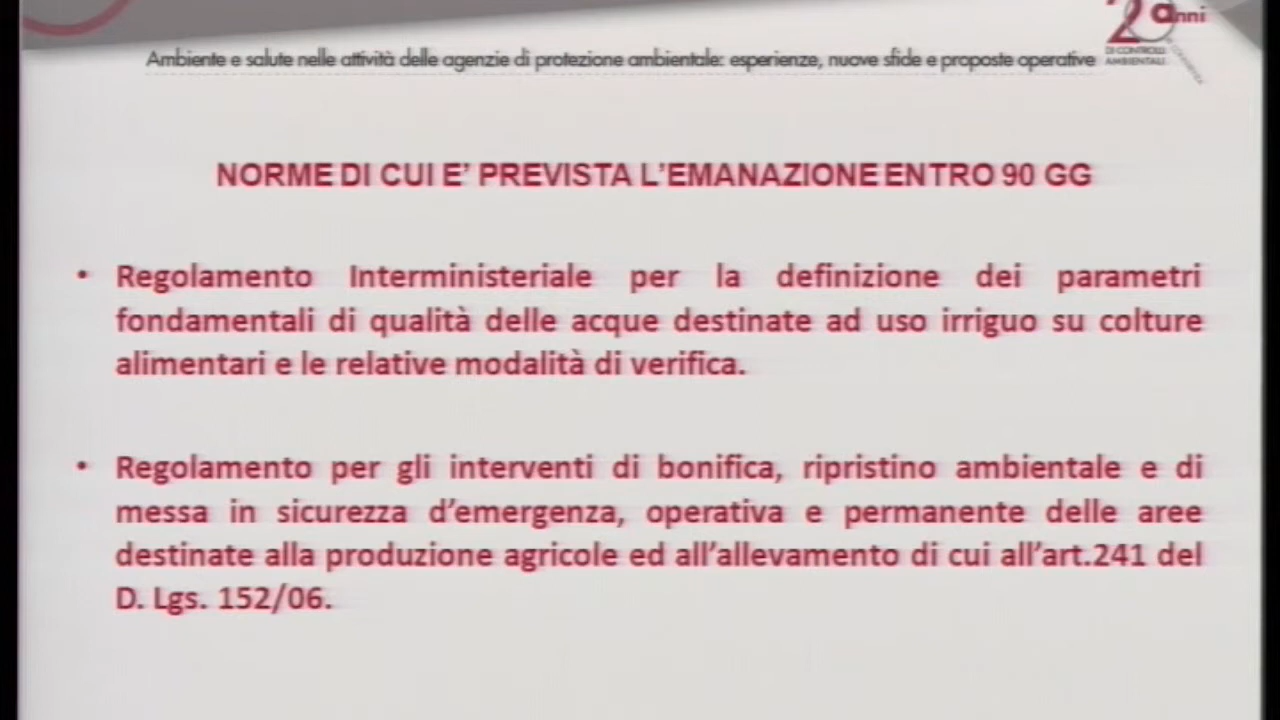 20 anni
DI CONTROLLI
AMBIENTALI
Ambiente e salute nelle attività delle agenzie di protezione ambientale: esperienze, nuove sfide e proposte operative
NORME DI CUI E’ PREVISTA L’EMANAZIONE ENTRO 90 GG
• Regolamento Interministeriale per la definizione dei parametri
fondamentali di qualità delle acque destinate ad uso irriguo su colture
alimentari e le relative modalità di verifica.
• Regolamento per gli interventi di bonifica, ripristino ambientale e di
messa in sicurezza d’emergenza, operativa e permanente delle aree
destinate alla produzione agricole ed all’allevamento di cui all’art.241 del
D. Lgs. 152/06.